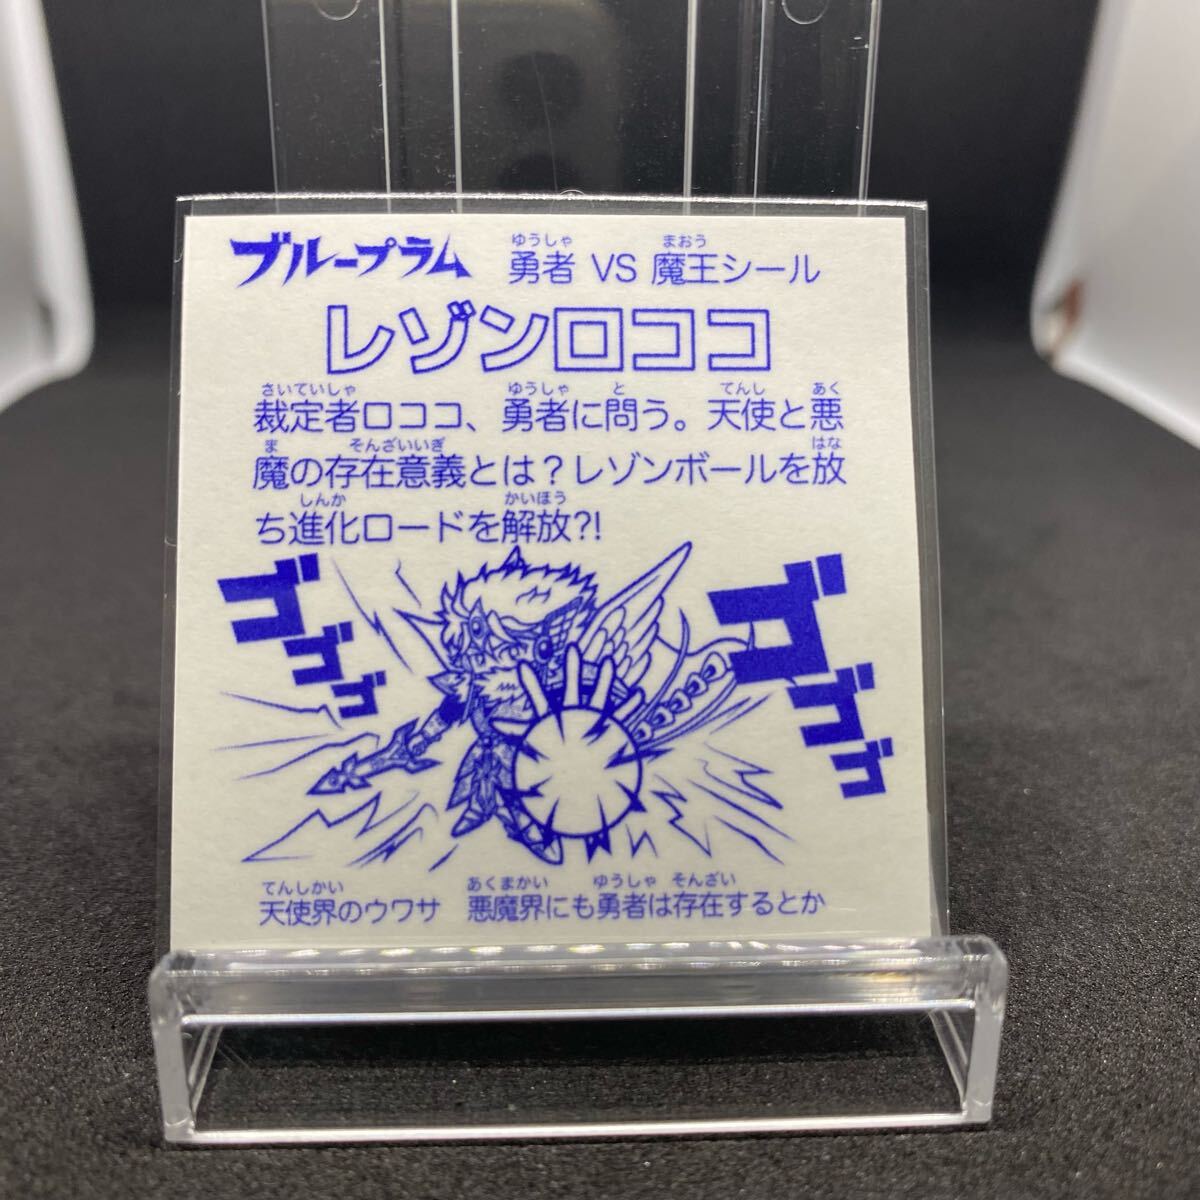 ブループラム 勇者 VS 魔王シール
ゆうしゃ まおう
レゾンロココ
さいていしゃ ゆうしゃ と てんし あく
裁定者ロココ、勇者に問う。天使と悪
ま そんざいいぎ はな
魔の存在意義とは？レゾンボールを放
しんか かいほう
ち進化ロードを解放?!
ゴゴゴ
ゴゴゴ
てんしかい あくまかい ゆうしゃ そんざい
天使界のウワサ 悪魔界にも勇者は存在するとか